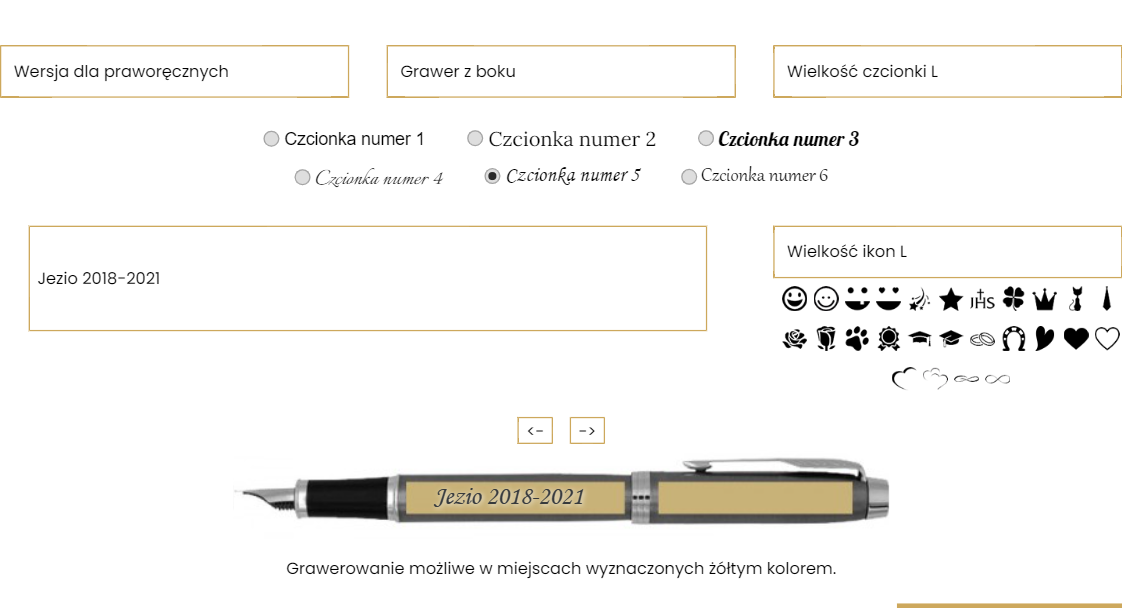 Wersja dla praworęcznych
Grawer z boku
Wielkość czcionki L
Czcionka numer 1
Czcionka numer 2
Czcionka numer 3
Czcionka numer 4
Czcionka numer 5
Czcionka numer 6
Jezio 2018-2021
Wielkość ikon L
JHS
<- ->
Jezio 2018-2021
Grawerowanie możliwe w miejscach wyznaczonych żółtym kolorem.